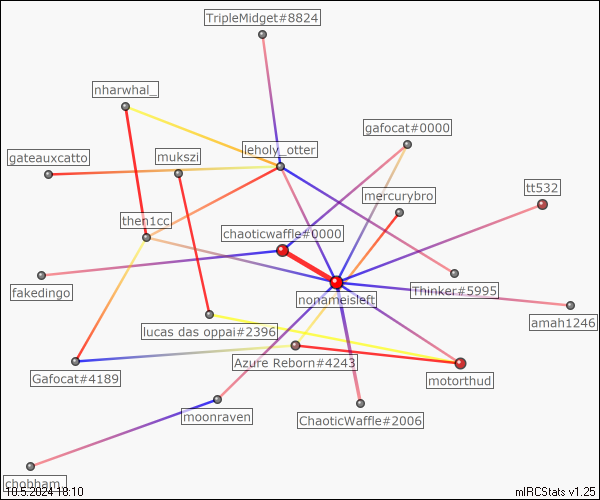 TripleMidget#8824
nharwhal_
gafocat#0000
gateauxcatto
mukszi
leholy_otter
mercurybro
tt532
then1cc
chaoticwaffle#0000
fakedingo
nonameisleft
Thinker#5995
amah1246
lucas das oppai#2396
Azure Reborn#4243
Gafocat#4189
motorthud
moonraven
ChaoticWaffle#2006
chobham_
10.5.2024 18:10
mIRCStats v1.25